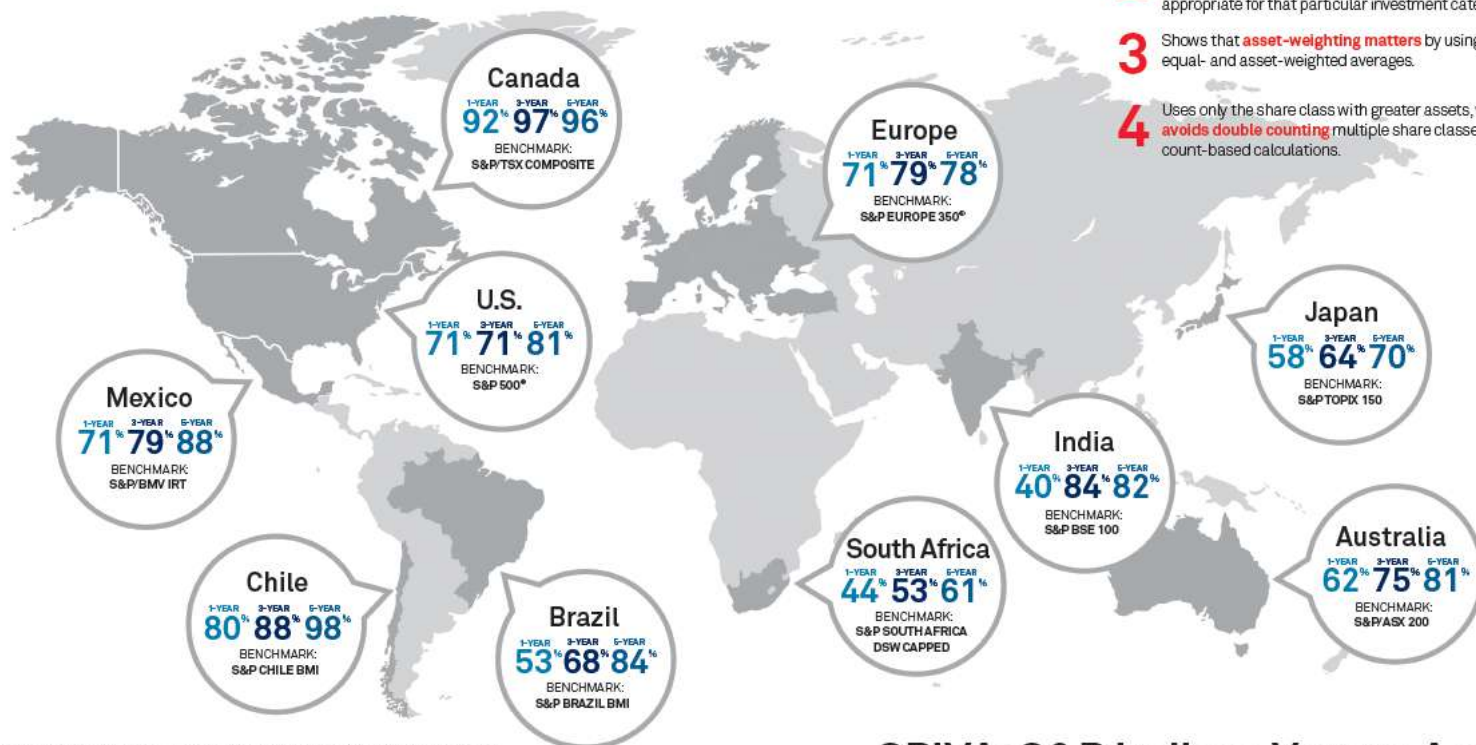 appropriate for that particular investment cate
3 Shows that asset-weighting matters by using
equal- and asset-weighted averages.
4 Uses only the share class with greater assets,
avoids double counting multiple share classe
count-based calculations.
Canada
1-YEAR 3-YEAR 5-YEAR
92% 97% 96%
BENCHMARK:
S&P/TSX COMPOSITE
Europe
1-YEAR 3-YEAR 5-YEAR
71% 79% 78%
BENCHMARK:
S&P EUROPE 350®
U.S.
1-YEAR 3-YEAR 5-YEAR
71% 71% 81%
BENCHMARK:
S&P 500®
Japan
1-YEAR 3-YEAR 5-YEAR
58% 64% 70%
BENCHMARK:
S&P TOPIX 150
Mexico
1-YEAR 3-YEAR 5-YEAR
71% 79% 88%
BENCHMARK:
S&P/BMV IRT
India
1-YEAR 3-YEAR 5-YEAR
40% 84% 82%
BENCHMARK:
S&P BSE 100
Chile
1-YEAR 3-YEAR 5-YEAR
80% 88% 98%
BENCHMARK:
S&P CHILE BMI
Brazil
1-YEAR 3-YEAR 5-YEAR
53% 68% 84%
BENCHMARK:
S&P BRAZIL BMI
South Africa
1-YEAR 3-YEAR 5-YEAR
44% 53% 61%
BENCHMARK:
S&P SOUTH AFRICA
DSW CAPPED
Australia
1-YEAR 3-YEAR 5-YEAR
62% 75% 81%
BENCHMARK:
S&P/ASX 200